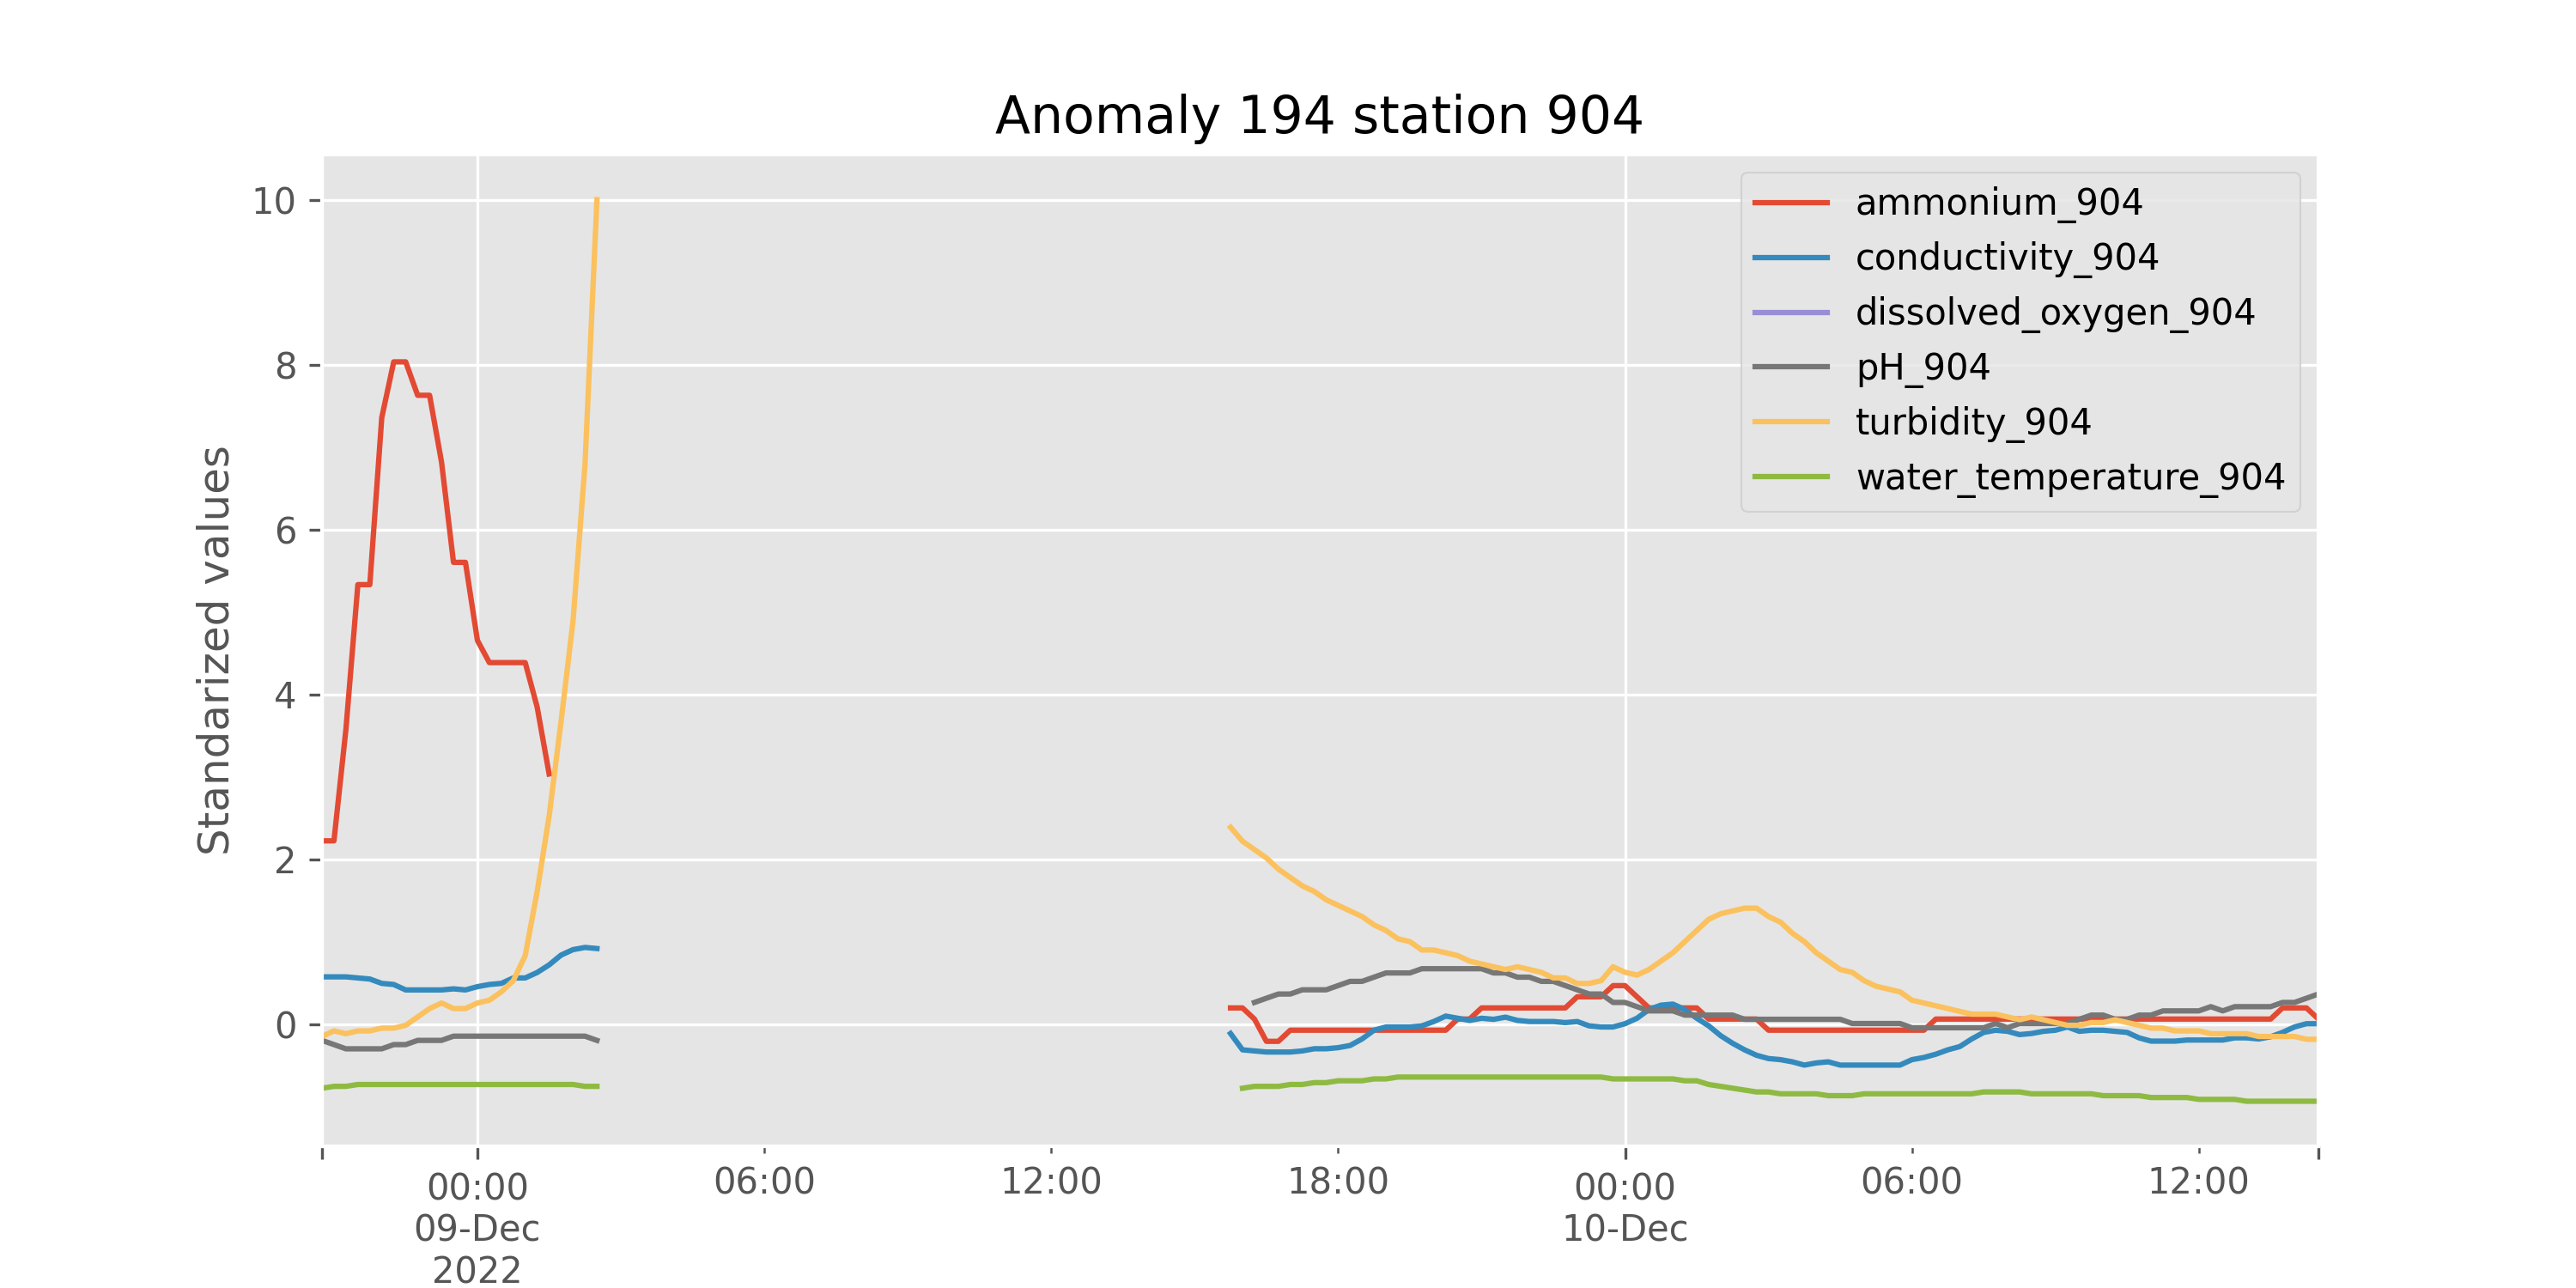 Anomaly 194 station 904
10
8
6
4
2
0
Standarized values
ammonium_904
conductivity_904
dissolved_oxygen_904
pH_904
turbidity_904
water_temperature_904
00:00
09-Dec
2022
06:00
12:00
18:00
00:00
10-Dec
06:00
12:00